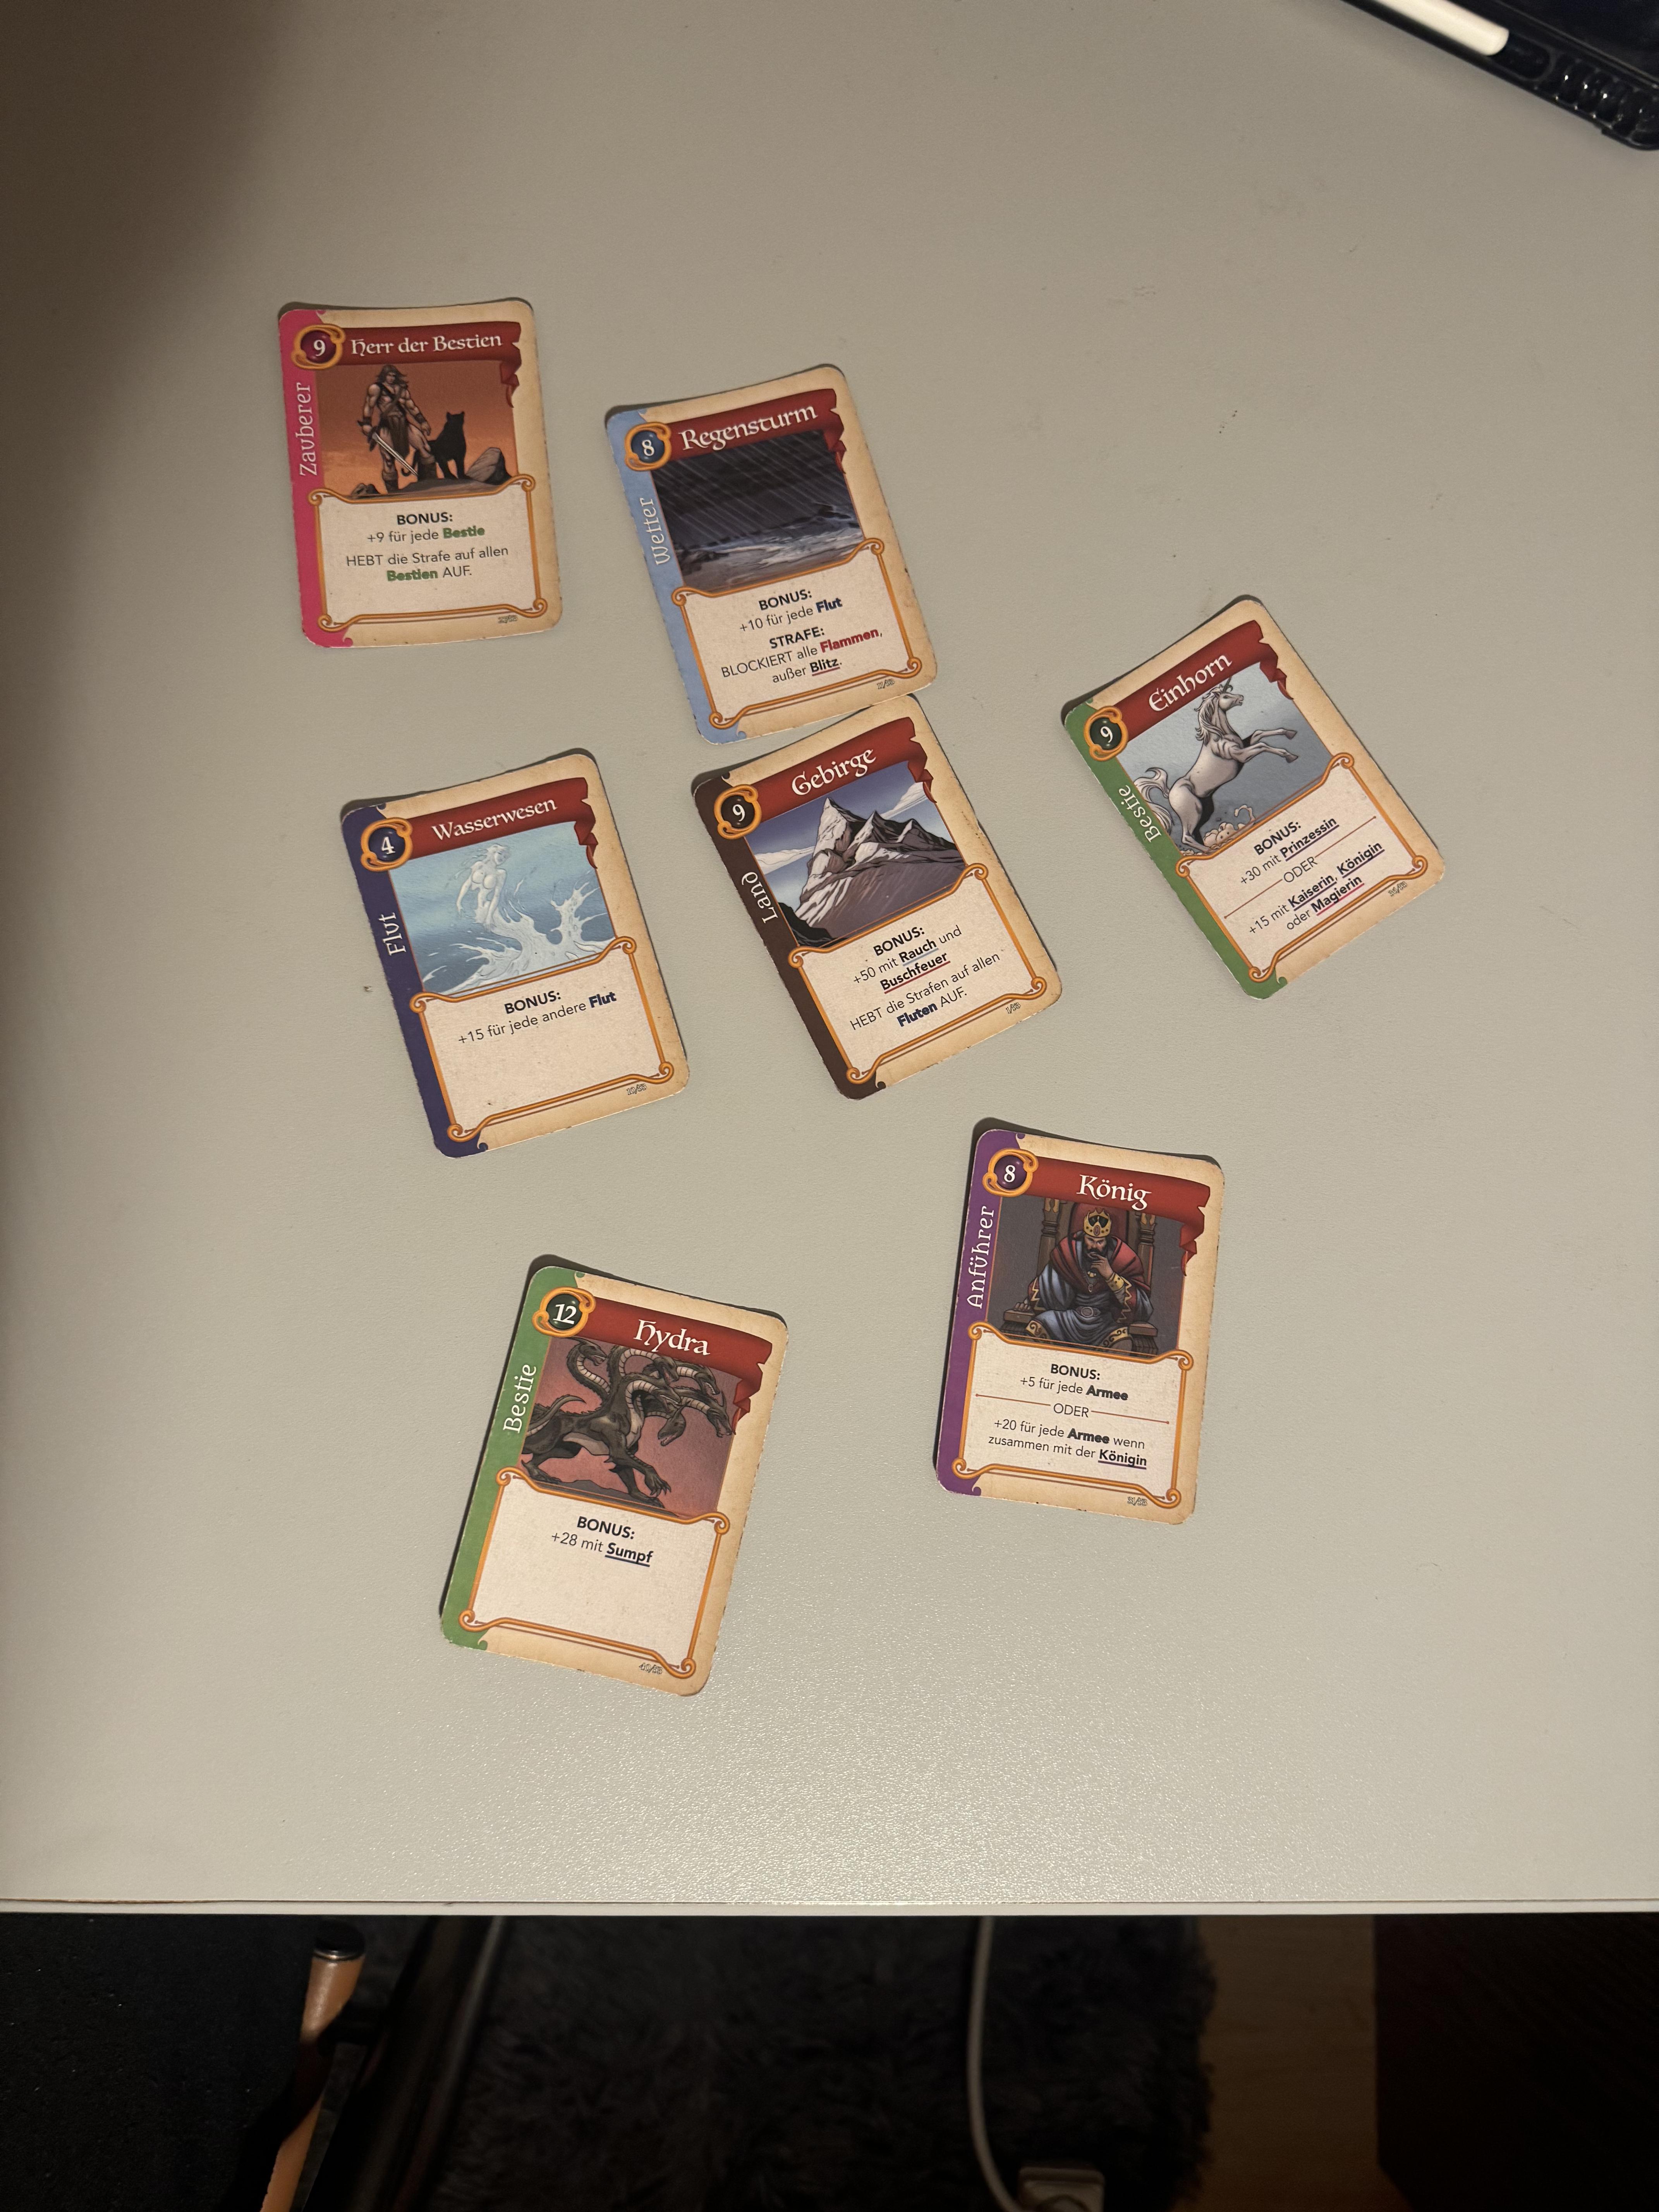 9
Herr der Bestien
Zauberer
BONUS:
+9 für jede Bestie
HEBT die Strafe auf allen
Bestien AUF.
8
Regensturm
Wetter
BONUS:
+10 für jede Flut
STRAFE:
BLOCKIERT alle Flammen,
außer Blitz.
9
Einhorn
Bestie
BONUS:
+30 mit Prinzessin
ODER
+15 mit Kaiserin, Königin
oder Magierin
4
Wasserwesen
Flut
BONUS:
+15 für jede andere Flut
9
Gebirge
Land
BONUS:
+50 mit Rauch und
Buschfeuer
HEBT die Strafen auf allen
Fluten AUF.
8
König
Anführer
BONUS:
+5 für jede Armee
ODER
+20 für jede Armee wenn
zusammen mit der Königin
12
Hydra
Bestie
BONUS:
+28 mit Sumpf